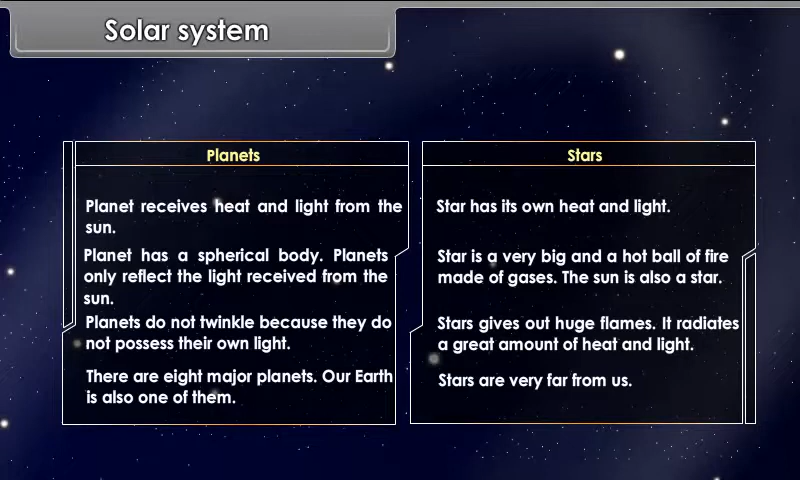 Solar system
Planets
Planet receives heat and light from the
sun.
Planet has a spherical body. Planets
only reflect the light received from the
sun.
Planets do not twinkle because they do
not possess their own light.
There are eight major planets. Our Earth
is also one of them.
Stars
Star has its own heat and light.
Star is a very big and a hot ball of fire
made of gases. The sun is also a star.
Stars gives out huge flames. It radiates
a great amount of heat and light.
Stars are very far from us.